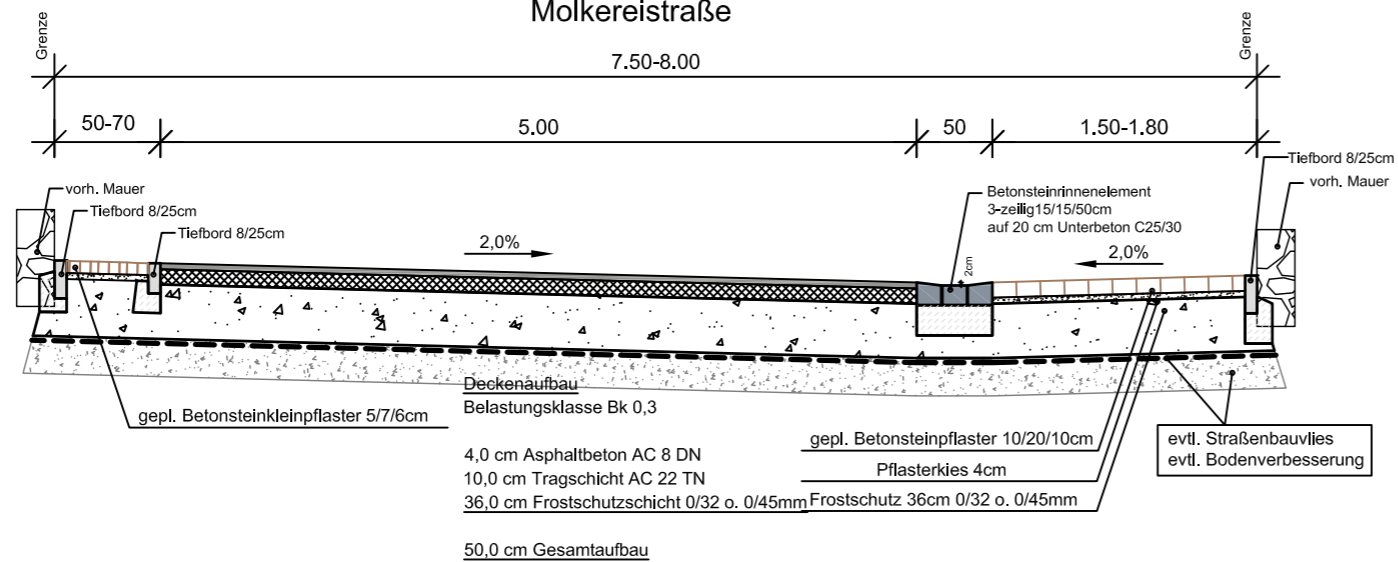 Molkereistraße
Grenze
Grenze
7.50-8.00
50-70
5.00
50
1.50-1.80
Tiefbord 8/25cm
vorh. Mauer
vorh. Mauer
Tiefbord 8/25cm
Tiefbord 8/25cm
Betonsteinrinnenelement
3-zeilig15/15/50cm
auf 20 cm Unterbeton C25/30
2,0%
2cm
2,0%
Deckenaufbau
Belastungsklasse Bk 0,3
gepl. Betonsteinkleinpflaster 5/7/6cm
4,0 cm Asphaltbeton AC 8 DN
10,0 cm Tragschicht AC 22 TN
36,0 cm Frostschutzschicht 0/32 o. 0/45mm
50,0 cm Gesamtaufbau
gepl. Betonsteinpflaster 10/20/10cm
Pflasterkies 4cm
Frostschutz 36cm 0/32 o. 0/45mm
evtl. Straßenbauvlies
evtl. Bodenverbesserung